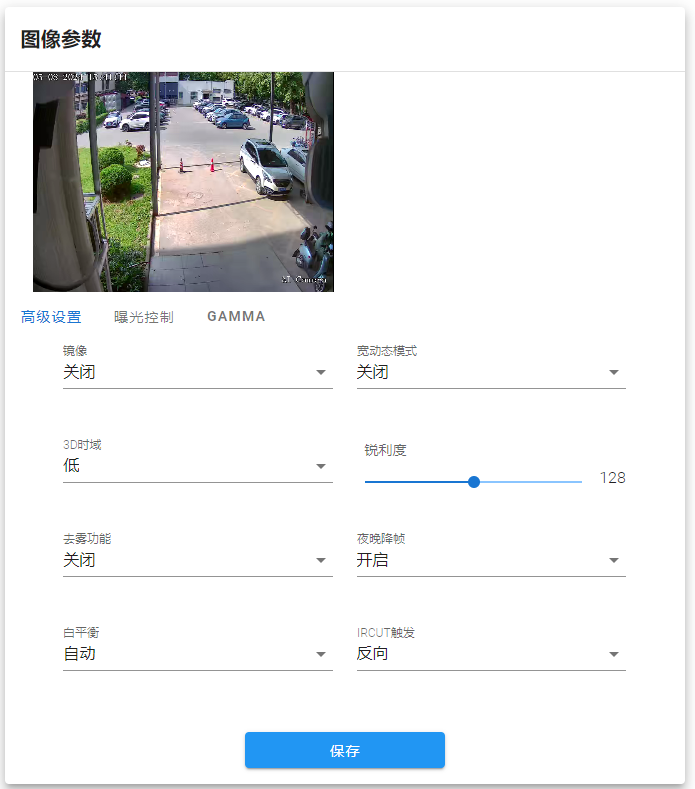 图像参数
AI Camera
高级设置 曝光控制 GAMMA
镜像 宽动态模式
关闭 关闭
3D时域 锐利度
低 128
去雾功能 夜晚降帧
关闭 开启
白平衡 IRCUT触发
自动 反向
保存